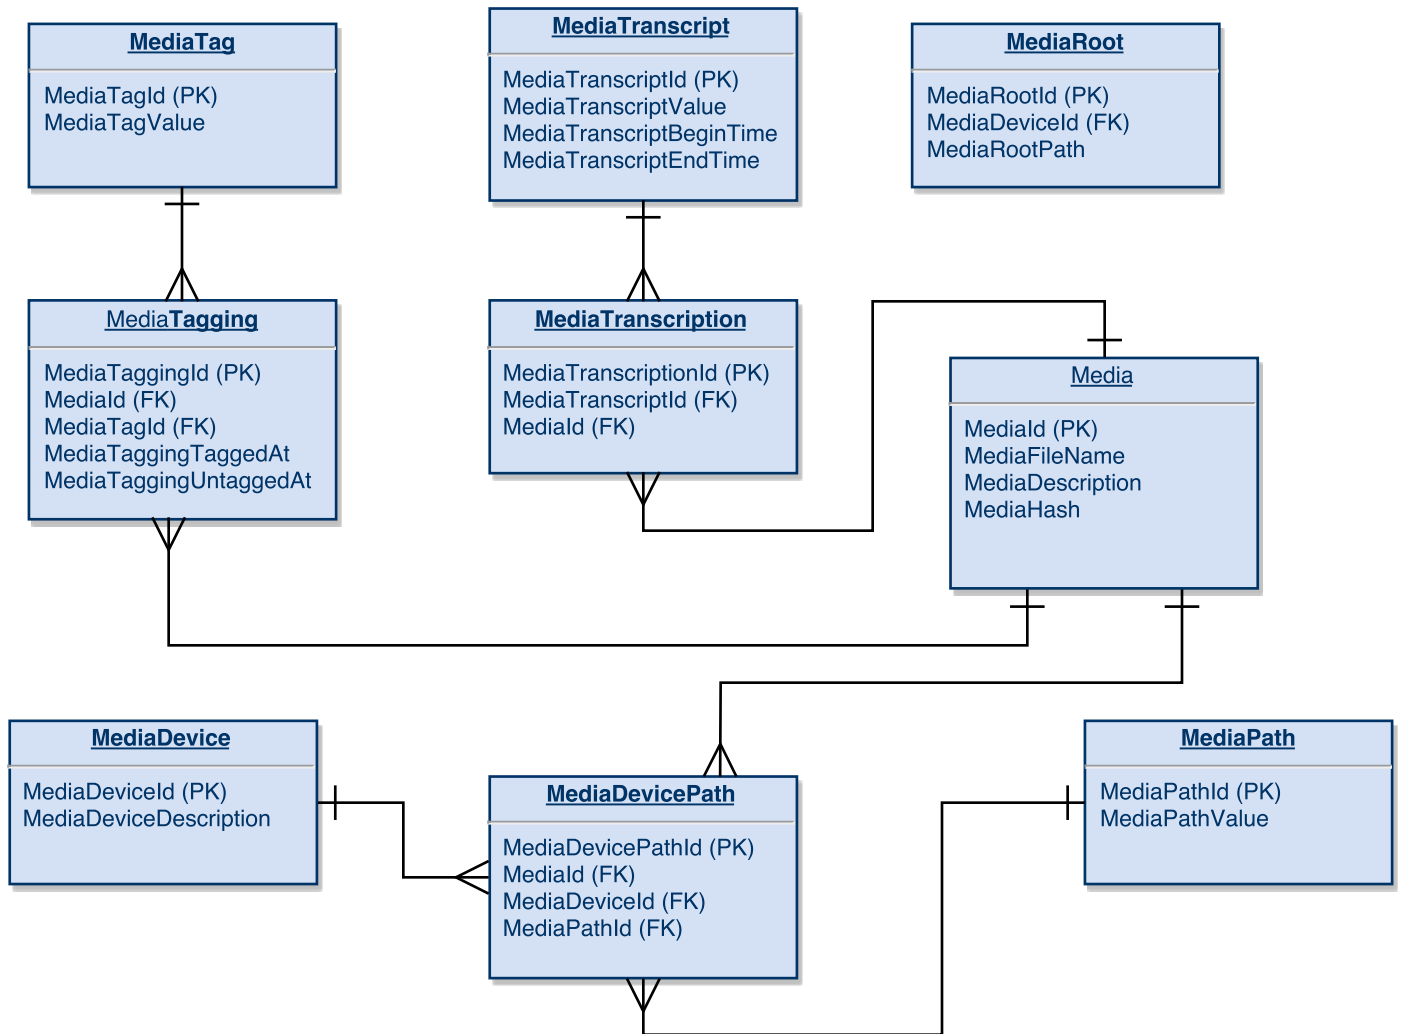 MediaTag
MediaTagId (PK)
MediaTagValue
MediaTranscript
MediaTranscriptId (PK)
MediaTranscriptValue
MediaTranscriptBeginTime
MediaTranscriptEndTime
MediaRoot
MediaRootId (PK)
MediaDeviceId (FK)
MediaRootPath
MediaTagging
MediaTaggingId (PK)
MediaId (FK)
MediaTagId (FK)
MediaTaggingTaggedAt
MediaTaggingUntaggedAt
MediaTranscription
MediaTranscriptionId (PK)
MediaTranscriptId (FK)
MediaId (FK)
Media
MediaId (PK)
MediaFileName
MediaDescription
MediaHash
MediaDevice
MediaDeviceId (PK)
MediaDeviceDescription
MediaDevicePath
MediaDevicePathId (PK)
MediaId (FK)
MediaDeviceId (FK)
MediaPathId (FK)
MediaPath
MediaPathId (PK)
MediaPathValue